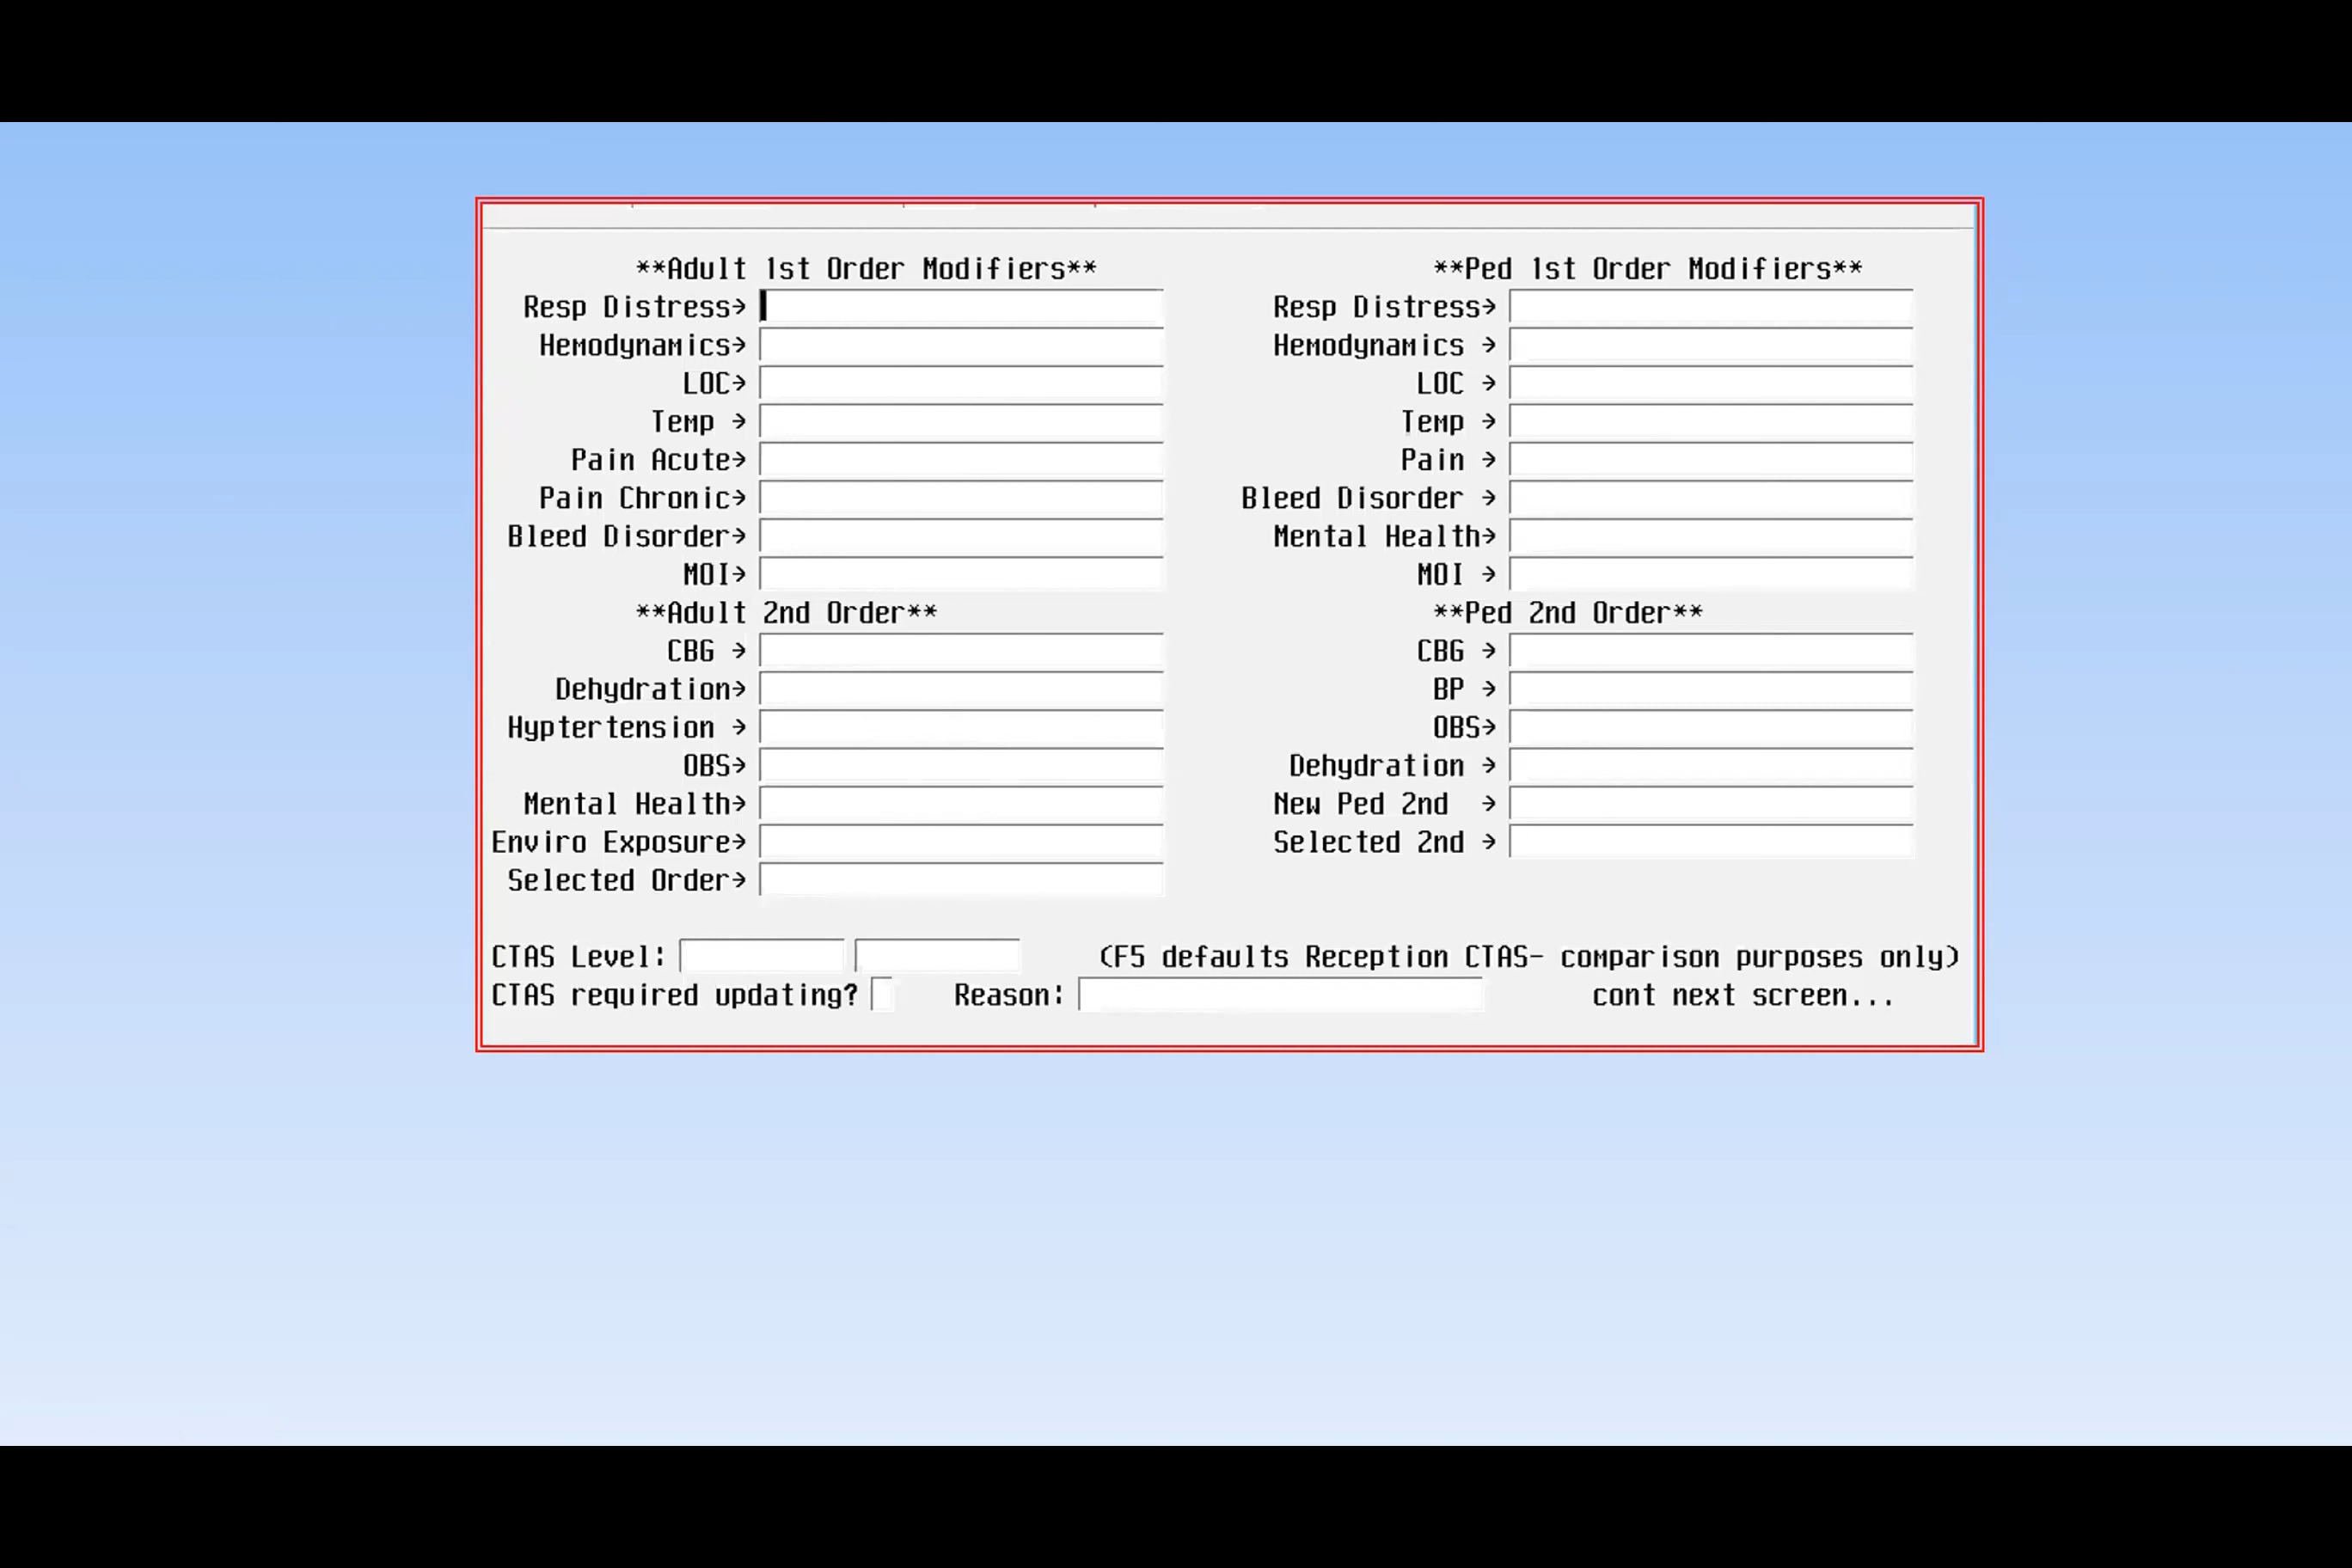 **Adult 1st Order Modifiers** **Ped 1st Order Modifiers**
Resp Distress→ Resp Distress→
Hemodynamics→ Hemodynamics →
LOC→ LOC →
Temp → Temp →
Pain Acute→ Pain →
Pain Chronic→ Bleed Disorder →
Bleed Disorder→ Mental Health→
MOI→ MOI →
**Adult 2nd Order** **Ped 2nd Order**
CBG → CBG →
Dehydration→ BP →
Hyptertension → OBS→
OBS→ Dehydration →
Mental Health→ New Ped 2nd →
Enviro Exposure→ Selected 2nd →
Selected Order→
CTAS Level: (F5 defaults Reception CTAS- comparison purposes only)
CTAS required updating? Reason: cont next screen...